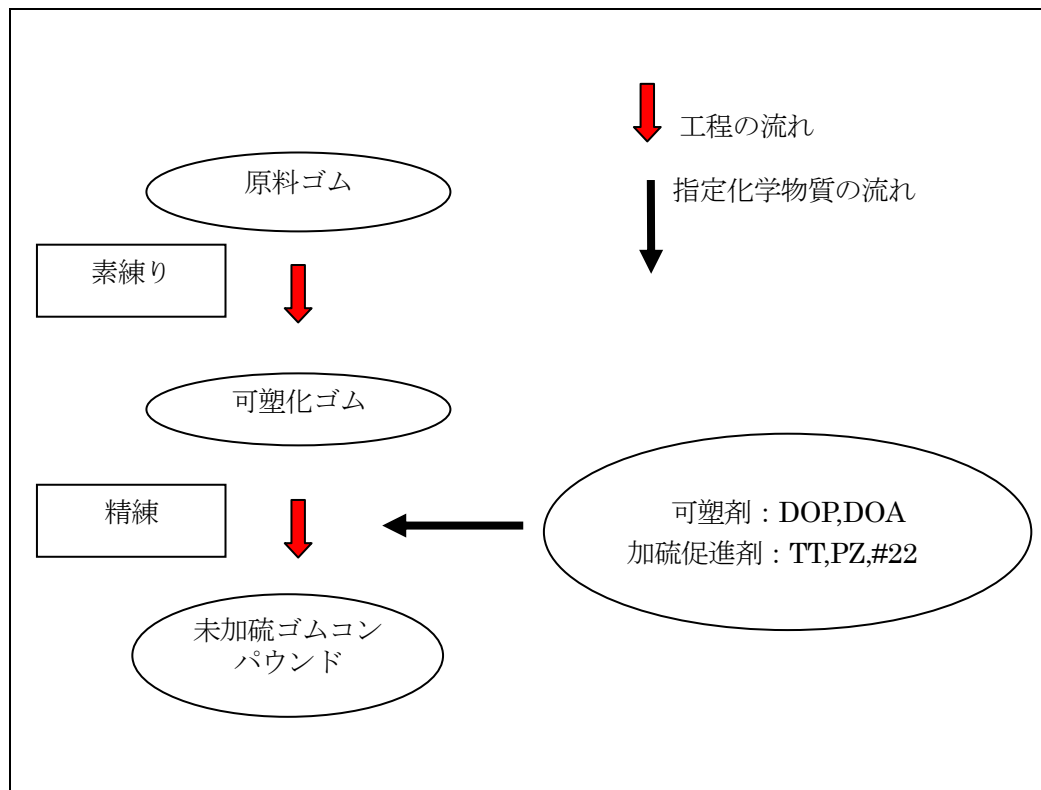 工程の流れ
指定化学物質の流れ
原料ゴム
素練り
可塑化ゴム
精練
可塑剤：DOP,DOA
加硫促進剤：TT,PZ,#22
未加硫ゴムコン
パウンド